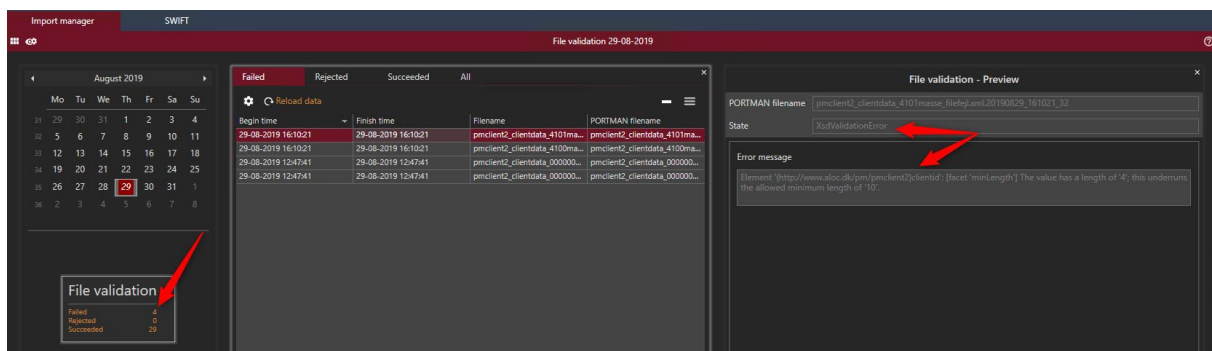 Import manager SWIFT
File validation 29-08-2019
August 2019
Mo Tu We Th Fr Sa Su
31 29 30 31 1 2 3 4
32 5 6 7 8 9 10 11
33 12 13 14 15 16 17 18
34 19 20 21 22 23 24 25
35 26 27 28 29 30 31 1
36 2 3 4 5 6 7 8
File validation
Failed 4
Rejected 0
Succeeded 29
Failed Rejected Succeeded All
Reload data
Begin time Finish time Filename PORTMAN filename
29-08-2019 16:10:21 29-08-2019 16:10:21 pmclient2_clientdata_4101ma... pmclient2_clientdata_4101ma...
29-08-2019 16:10:21 29-08-2019 16:10:21 pmclient2_clientdata_4100ma... pmclient2_clientdata_4100ma...
29-08-2019 12:47:41 29-08-2019 12:47:41 pmclient2_clientdata_000000... pmclient2_clientdata_000000...
29-08-2019 12:47:41 29-08-2019 12:47:41 pmclient2_clientdata_000000... pmclient2_clientdata_000000...
File validation - Preview
PORTMAN filename pmclient2_clientdata_4101masse_filefejl.xml.20190829_161021_32
State XsdValidationError
Error message
Element '{http://www.aloc.dk/pm/pmclient2}clientid': [facet 'minLength'] The value has a length of '4'; this underruns
the allowed minimum length of '10'.